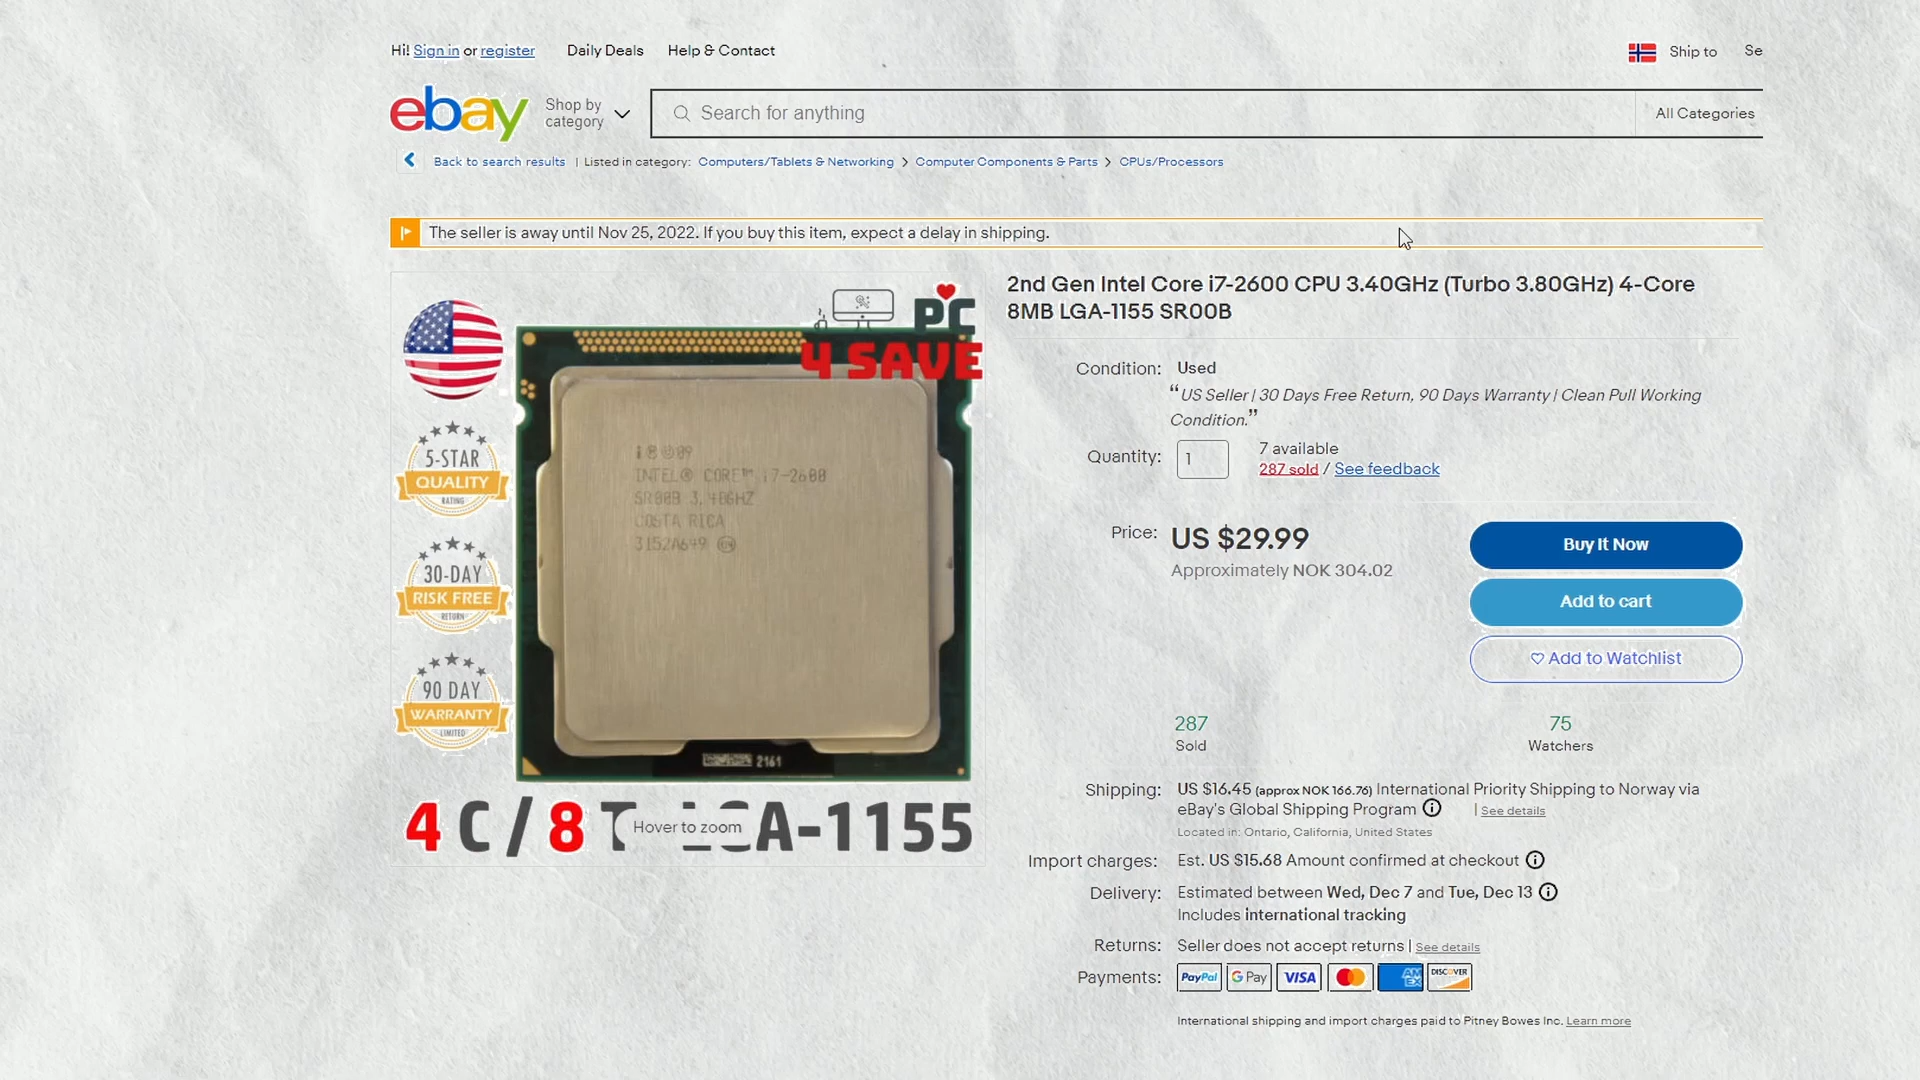 Hi! Sign in or register Daily Deals Help & Contact Ship to Se
ebay Shop by category Search for anything All Categories
Back to search results | Listed in category: Computers/Tablets & Networking > Computer Components & Parts > CPUs/Processors
The seller is away until Nov 25, 2022. If you buy this item, expect a delay in shipping.
PC
4 SAVE
5-STAR
QUALITY
RATING
30-DAY
RISK FREE
RETURN
90 DAY
WARRANTY
LIMITED
INTEL® CORE™ i7-2600
SR00B 3.40GHZ
COSTA RICA
3152A649
2161
4 C / 8 A-1155
Hover to zoom
2nd Gen Intel Core i7-2600 CPU 3.40GHz (Turbo 3.80GHz) 4-Core
8MB LGA-1155 SR00B
Condition: Used
“US Seller | 30 Days Free Return, 90 Days Warranty | Clean Pull Working
Condition.”
Quantity: 1 7 available
287 sold / See feedback
Price: US $29.99
Approximately NOK 304.02
Buy It Now
Add to cart
Add to Watchlist
287 75
Sold Watchers
Shipping: US $16.45 (approx NOK 166.76) International Priority Shipping to Norway via
eBay's Global Shipping Program | See details
Located in: Ontario, California, United States
Import charges: Est. US $15.68 Amount confirmed at checkout
Delivery: Estimated between Wed, Dec 7 and Tue, Dec 13
Includes international tracking
Returns: Seller does not accept returns | See details
Payments: PayPal G Pay VISA AM EX DISCOVER
International shipping and import charges paid to Pitney Bowes Inc. Learn more